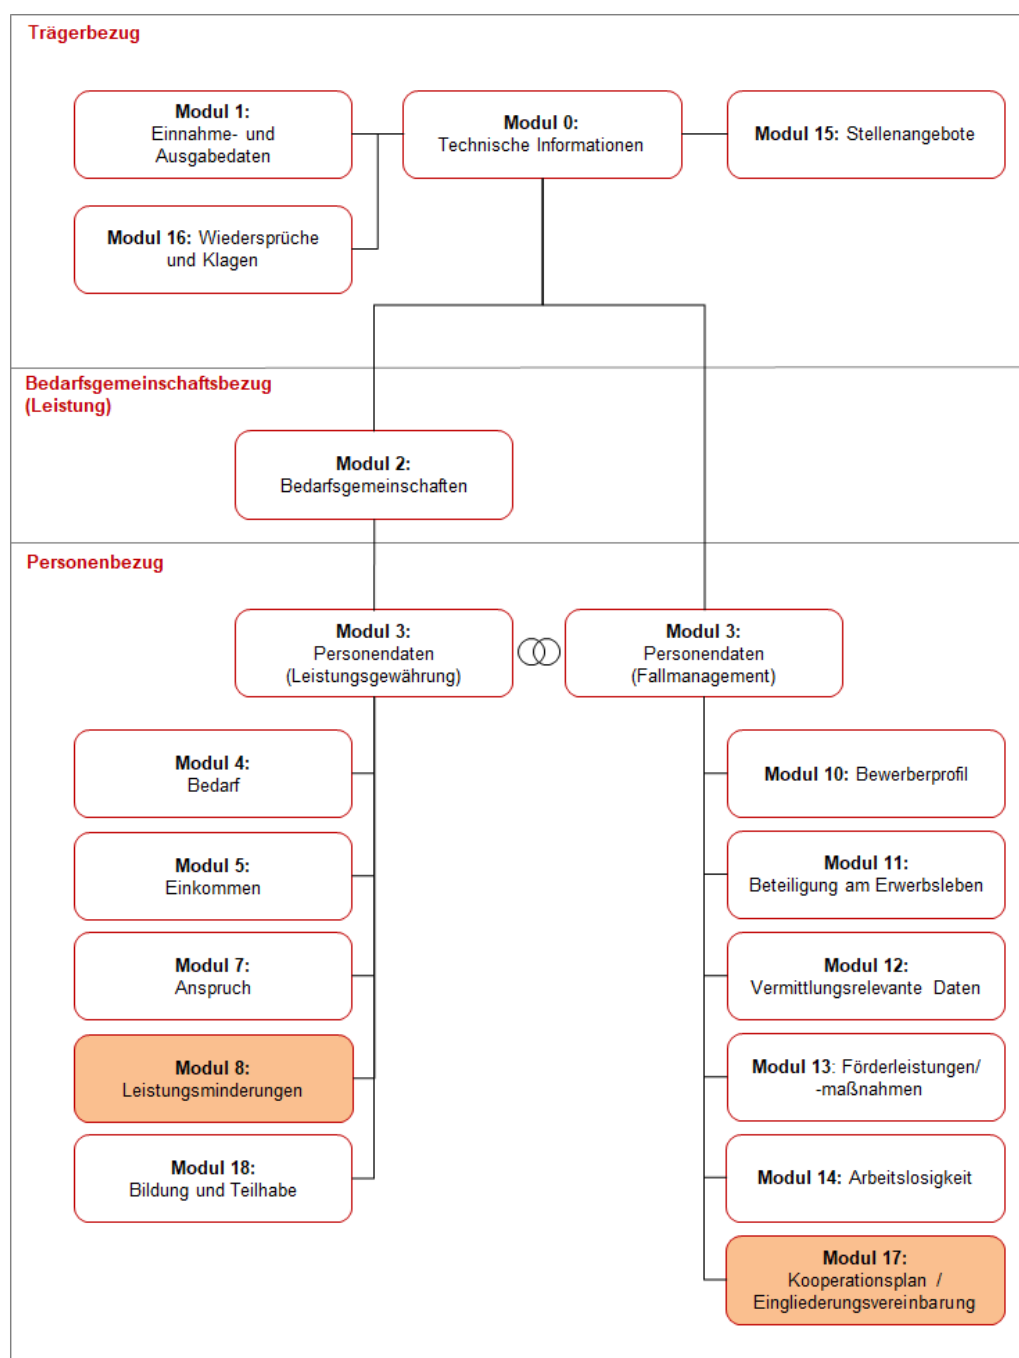 Trägerbezug
Modul 1:
Einnahme- und
Ausgabedaten
Modul 0:
Technische Informationen
Modul 15: Stellenangebote
Modul 16: Wiedersprüche
und Klagen
Bedarfsgemeinschaftsbezug
(Leistung)
Modul 2:
Bedarfsgemeinschaften
Personenbezug
Modul 3:
Personendaten
(Leistungsgewährung)
Modul 3:
Personendaten
(Fallmanagement)
Modul 4:
Bedarf
Modul 5:
Einkommen
Modul 7:
Anspruch
Modul 8:
Leistungsminderungen
Modul 18:
Bildung und Teilhabe
Modul 10: Bewerberprofil
Modul 11:
Beteiligung am Erwerbsleben
Modul 12:
Vermittlungsrelevante Daten
Modul 13: Förderleistungen/
-maßnahmen
Modul 14: Arbeitslosigkeit
Modul 17:
Kooperationsplan /
Eingliederungsvereinbarung